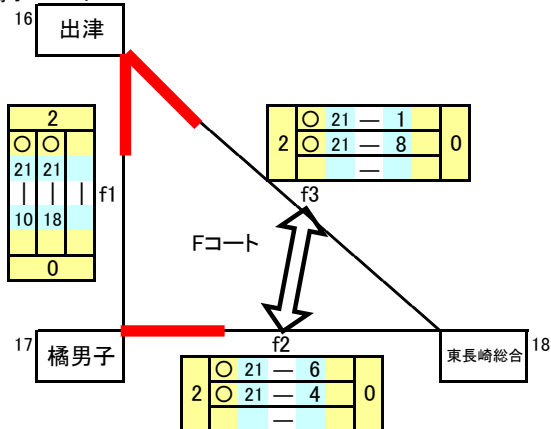 16
出津
2
○ ○
21 21
| | |
10 18
0
f1
2
○ 21 — 1
○ 21 — 8
—
0
f3
Fコート
17
橘男子
f2
東長崎総合
18
2
○ 21 — 6
○ 21 — 4
—
0